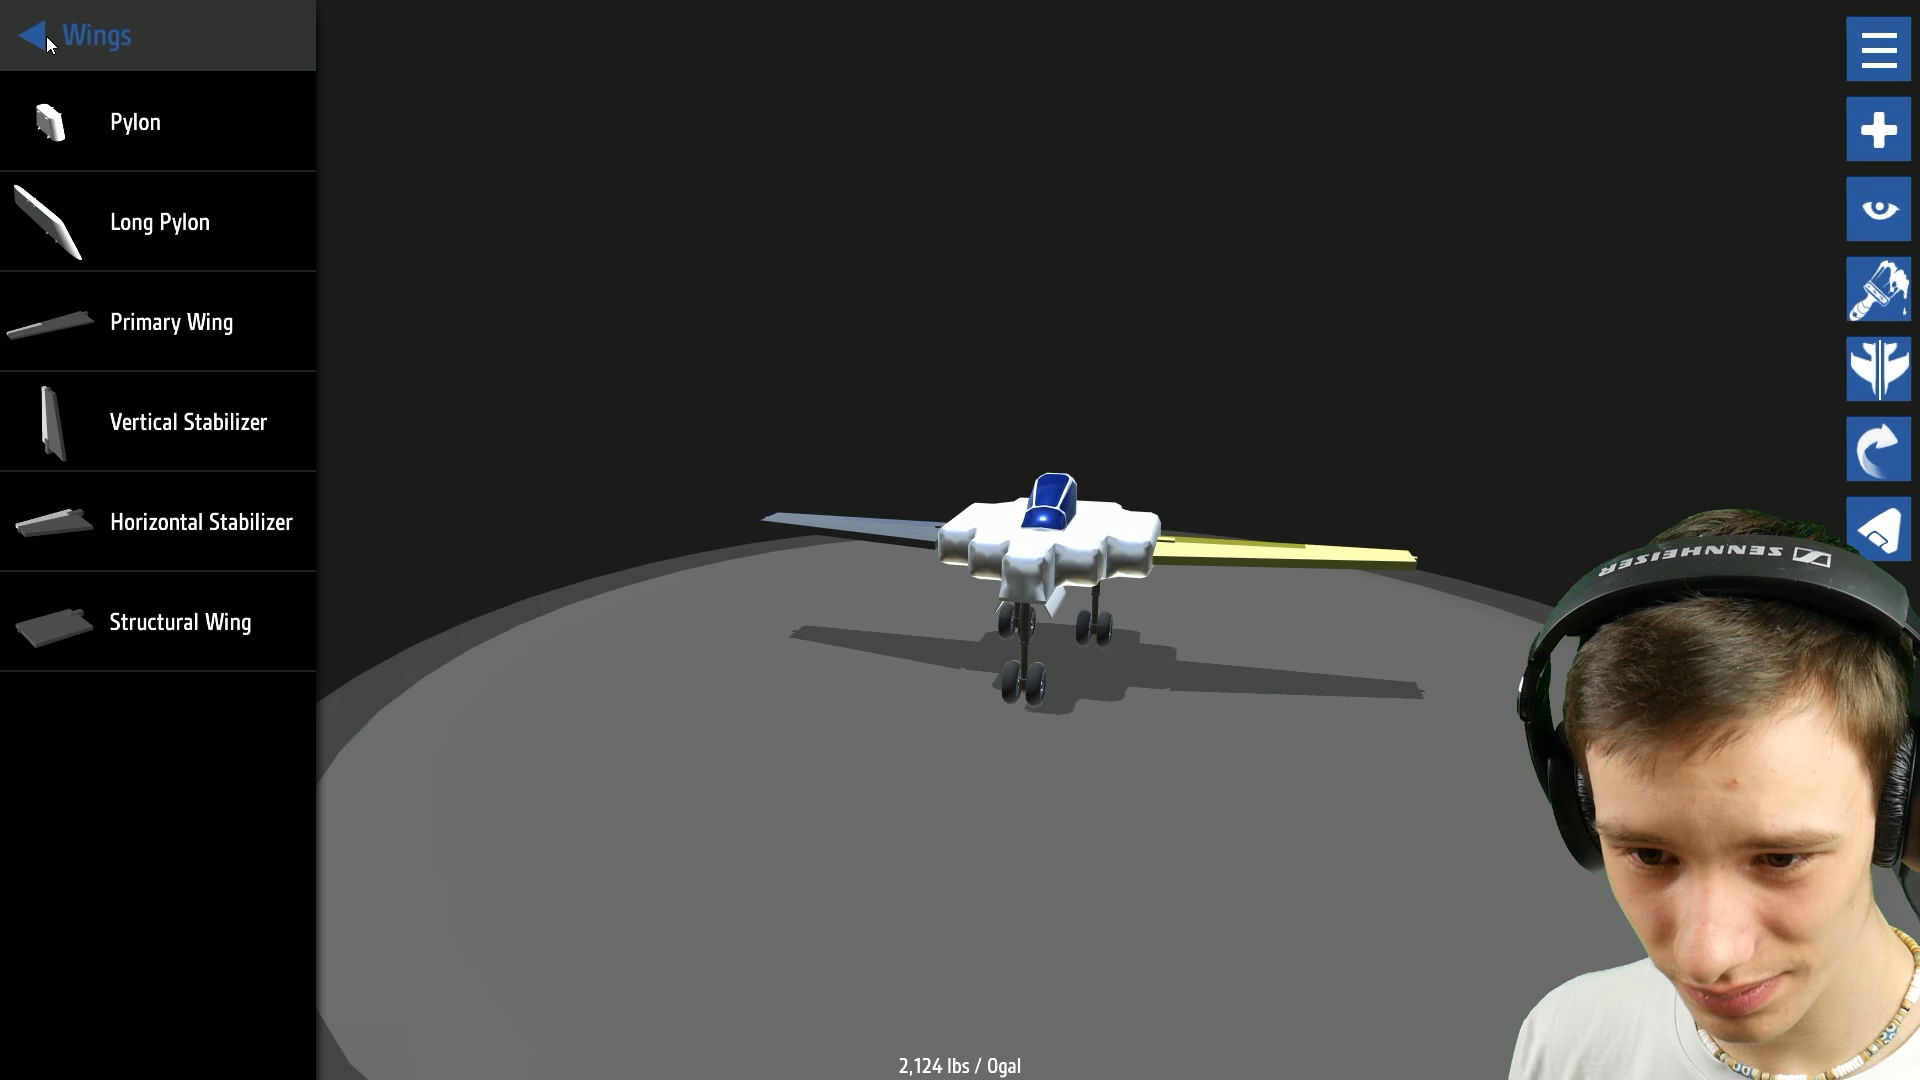 Wings
Pylon
Long Pylon
Primary Wing
Vertical Stabilizer
Horizontal Stabilizer
Structural Wing
SENNHEISER
2,124 lbs / 0gal